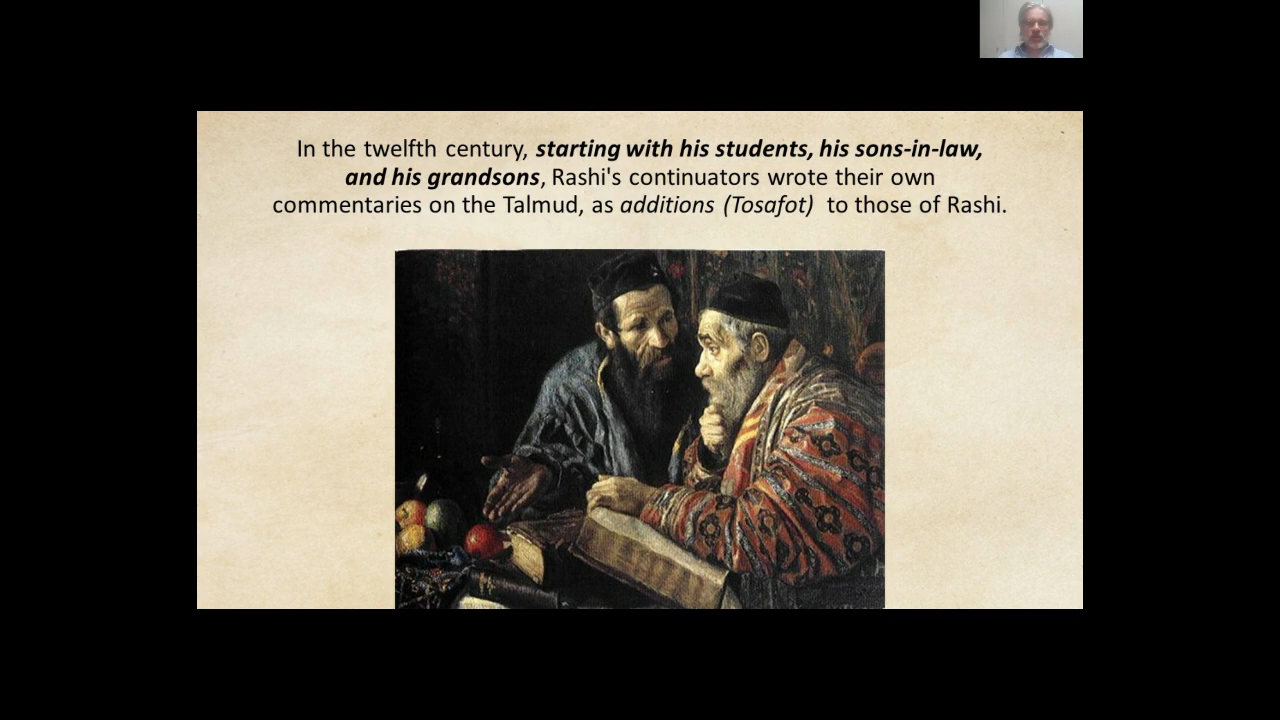 In the twelfth century, starting with his students, his sons-in-law,
and his grandsons, Rashi's continuators wrote their own
commentaries on the Talmud, as additions (Tosafot) to those of Rashi.